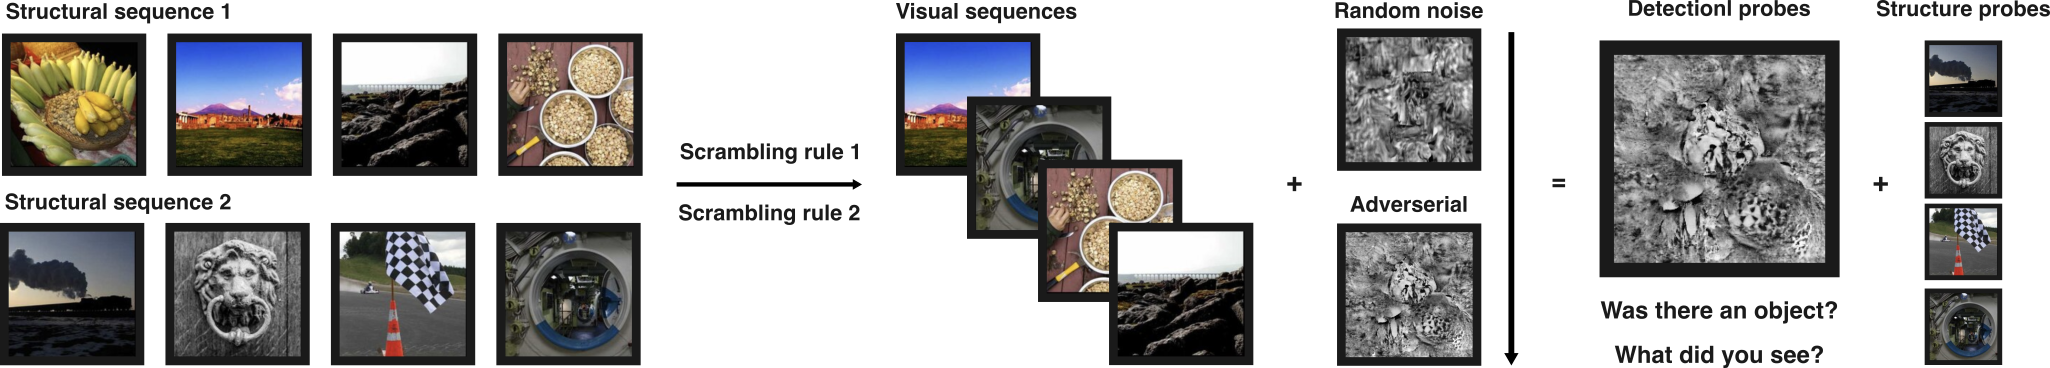 Structural sequence 1
Structural sequence 2
Scrambling rule 1
Scrambling rule 2
Visual sequences
+
Random noise
Adverserial
=
Detectionl probes
Was there an object?
What did you see?
+
Structure probes